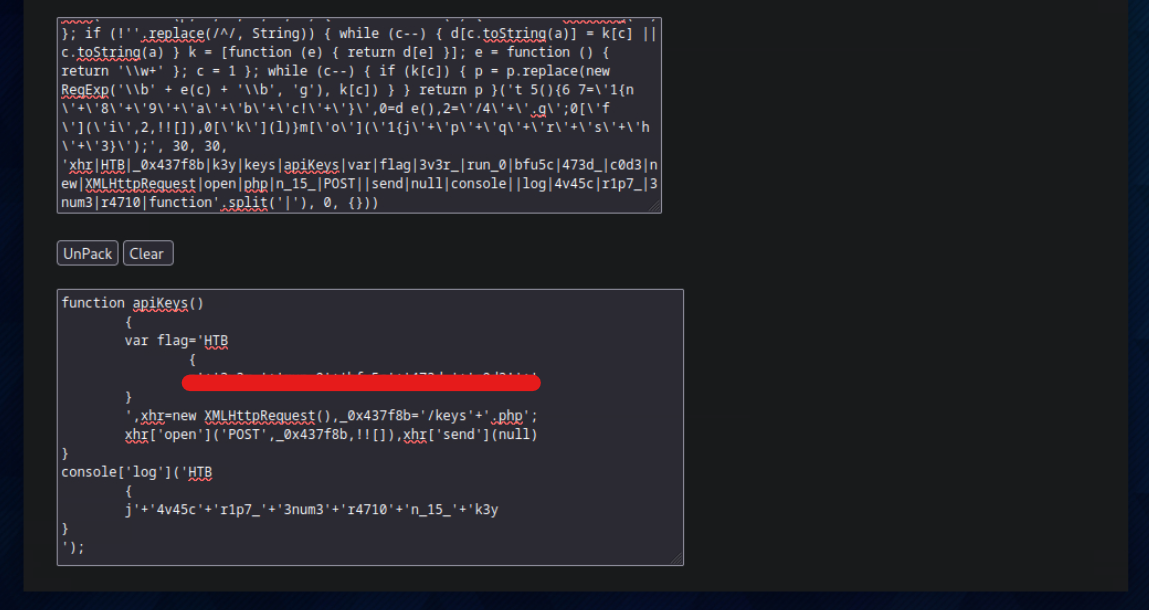 }; if (!''.replace(/^/, String)) { while (c--) { d[c.toString(a)] = k[c] ||
c.toString(a) } k = [function (e) { return d[e] }]; e = function () {
return '\\w+' }; c = 1 }; while (c--) { if (k[c]) { p = p.replace(new
RegExp('\\b' + e(c) + '\\b', 'g'), k[c]) } } return p }('t 5(){6 7=\'1{n
\'+\'8\'+\'9\'+\'a\'+\'b\'+\'c!\'+\'}\',0=d e(),2=\'/4\'+\'.g\';0[\'f
\'](\'i\',2,!![]),0[\'k\'](l)}m[\'o\'](\'1{j\'+\'p\'+\'q\'+\'r\'+\'s\'+\'h
\'+\'3}\');', 30, 30,
'xhr|HTB|_0x437f8b|k3y|keys|apiKeys|var|flag|3v3r_|run_0|bfu5c|473d_|c0d3|n
ew|XMLHttpRequest|open|php|n_15_|POST||send|null|console||log|4v45c|r1p7_|3
num3|r4710|function'.split('|'), 0, {}))
UnPack Clear
function apiKeys()
{
var flag='HTB
{
}
',xhr=new XMLHttpRequest(),_0x437f8b='/keys'+'.php';
xhr['open']('POST',_0x437f8b,!![]),xhr['send'](null)
}
console['log']('HTB
{
j'+'4v45c'+'r1p7_'+'3num3'+'r4710'+'n_15_'+'k3y
}
');